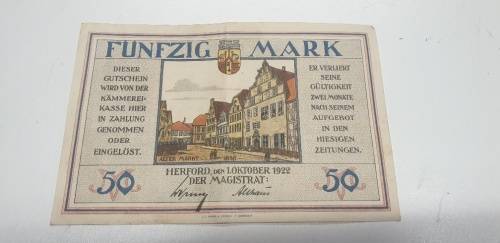 FÜNFZIG MARK
DIESER
GUTSCHEIN
WIRD VON DER
KÄMMEREI-
KASSE HIER
IN ZAHLUNG
GENOMMEN
ODER
EINGELÖST.
ER VERLIERT
SEINE
GÜLTIGKEIT
ZWEI MONATE
NACH SEINEM
AUFGEBOT
IN DEN
HIESIGEN
ZEITUNGEN.
ALTER MARKT
HERFORD, DEN 1.OKTOBER 1922
DER MAGISTRAT:
50
50